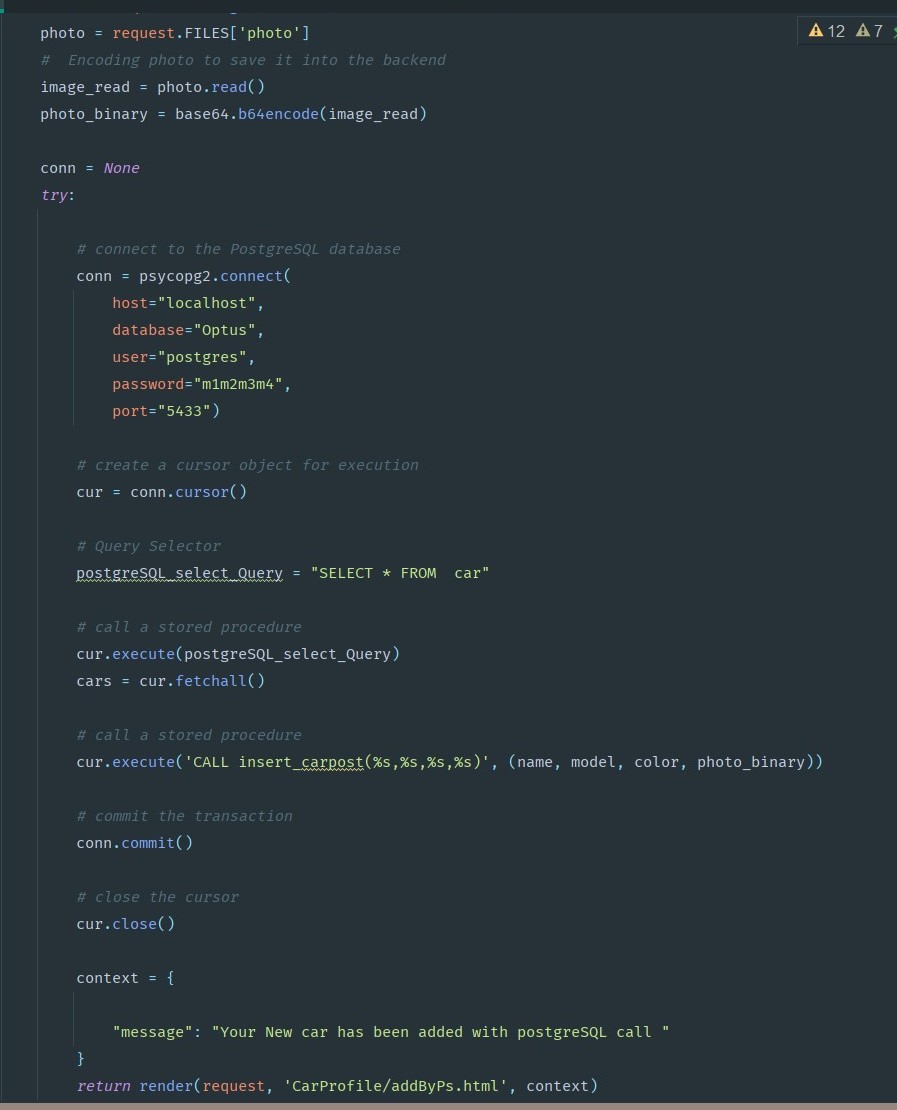 photo = request.FILES['photo']
12 7
#  Encoding photo to save it into the backend
image_read = photo.read()
photo_binary = base64.b64encode(image_read)
conn = None
try:
# connect to the PostgreSQL database
conn = psycopg2.connect(
host="localhost",
database="Optus",
user="postgres",
password="m1m2m3m4",
port="5433")
# create a cursor object for execution
cur = conn.cursor()
# Query Selector
postgreSQL_select_Query = "SELECT * FROM  car"
# call a stored procedure
cur.execute(postgreSQL_select_Query)
cars = cur.fetchall()
# call a stored procedure
cur.execute('CALL insert_carpost(%s,%s,%s,%s)', (name, model, color, photo_binary))
# commit the transaction
conn.commit()
# close the cursor
cur.close()
context = {
"message": "Your New car has been added with postgreSQL call "
}
return render(request, 'CarProfile/addByPs.html', context)